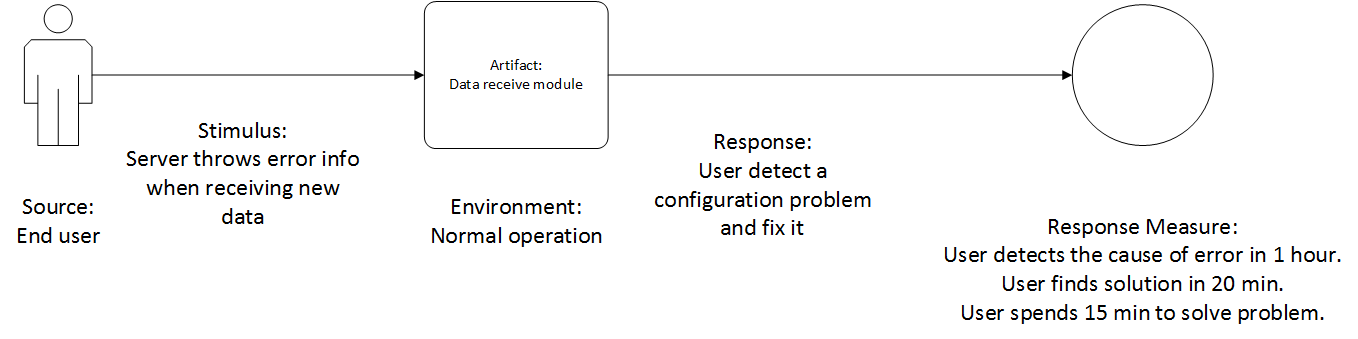 Artifact:
Data receive module
Stimulus:
Server throws error info
when receiving new
data
Source:
End user
Environment:
Normal operation
Response:
User detect a
configuration problem
and fix it
Response Measure:
User detects the cause of error in 1 hour.
User finds solution in 20 min.
User spends 15 min to solve problem.